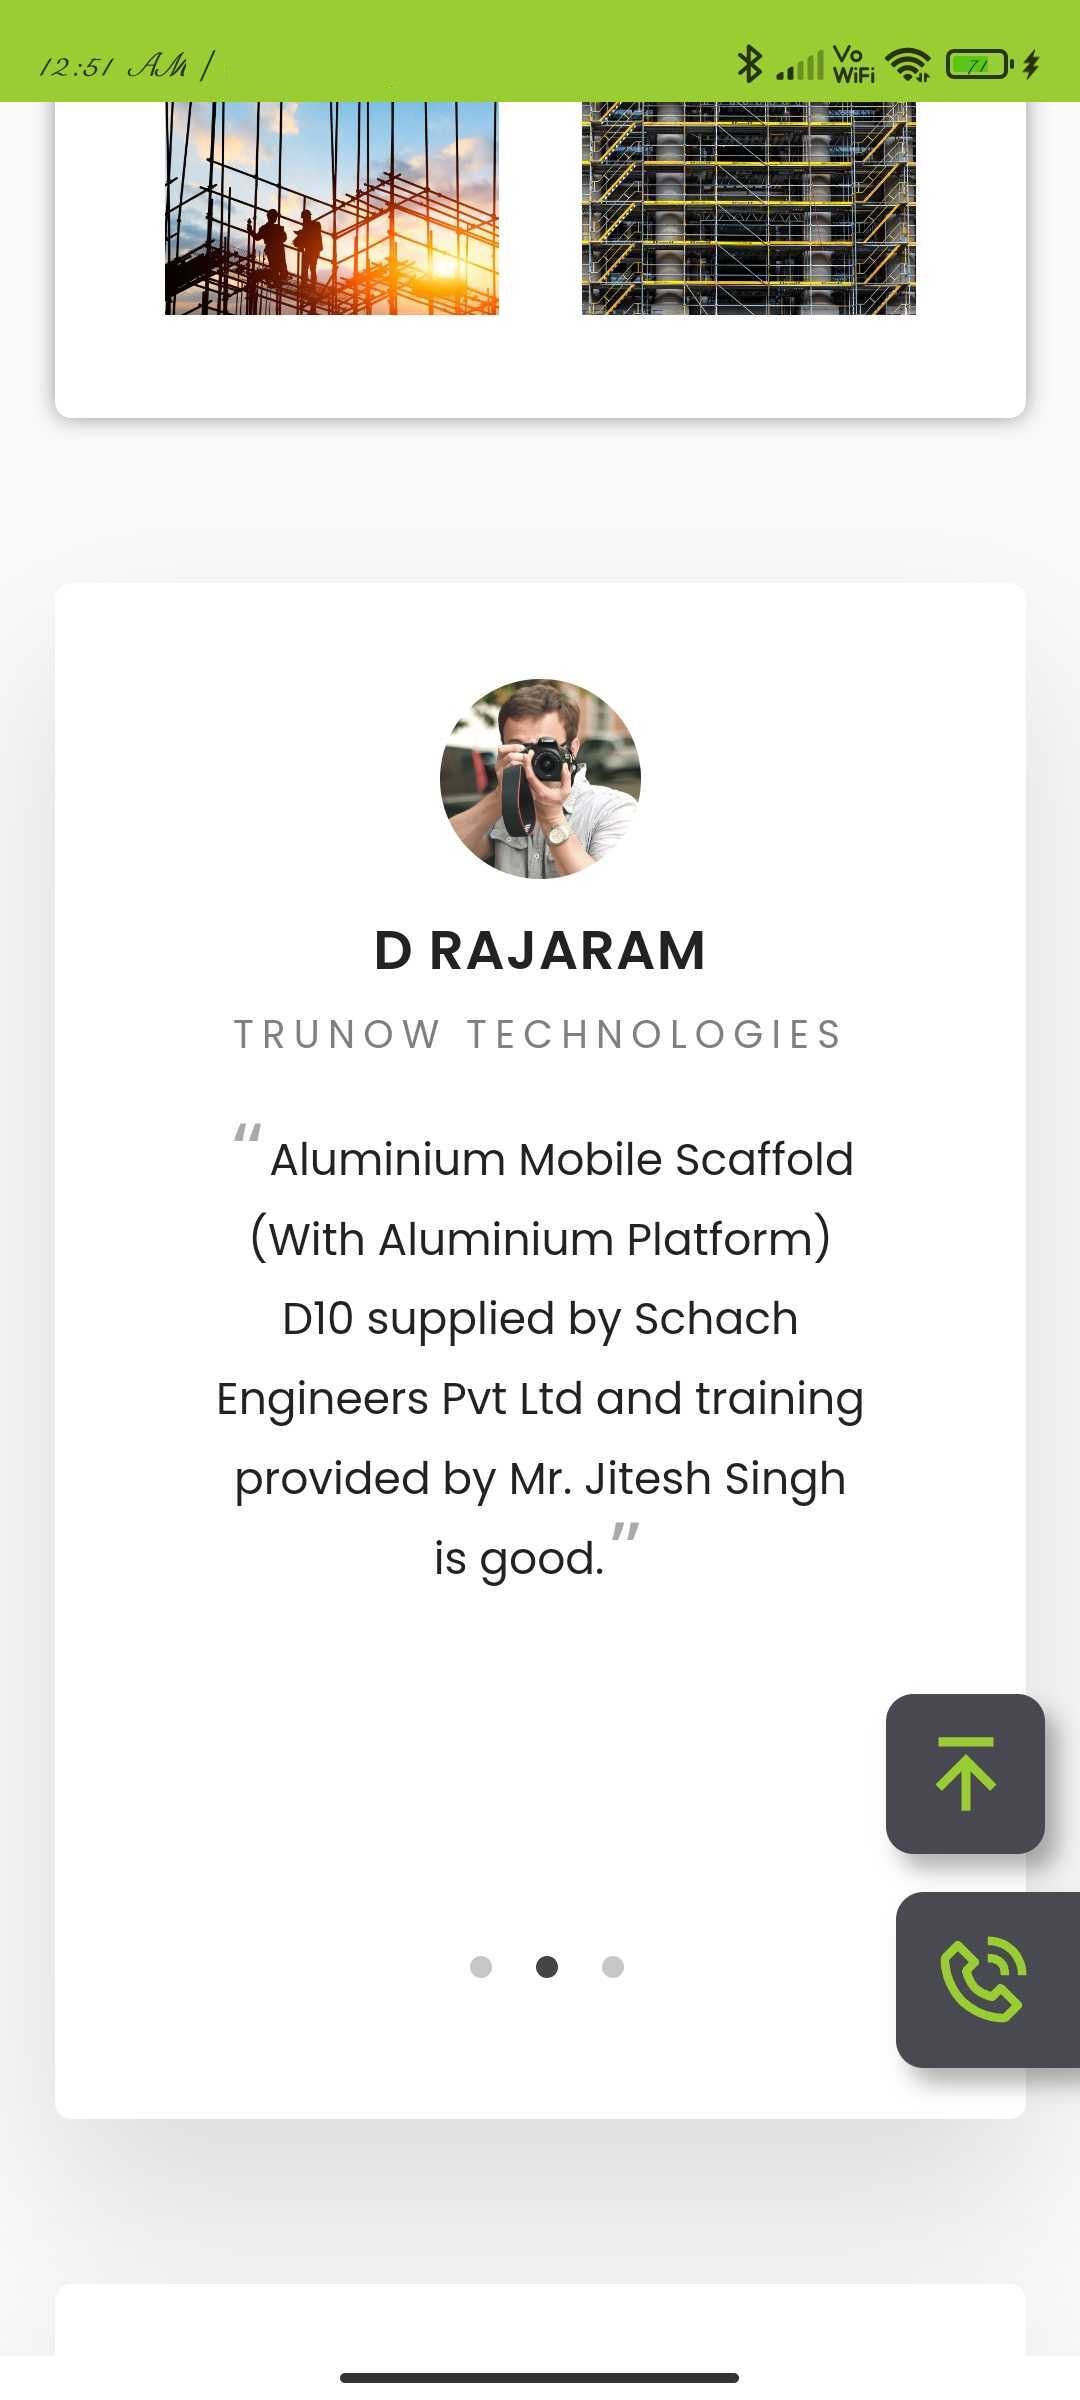 12:51 AM |
Vo
WiFi
71
D RAJARAM
TRUNOW TECHNOLOGIES
“Aluminium Mobile Scaffold
(With Aluminium Platform)
D10 supplied by Schach
Engineers Pvt Ltd and training
provided by Mr. Jitesh Singh
is good.”